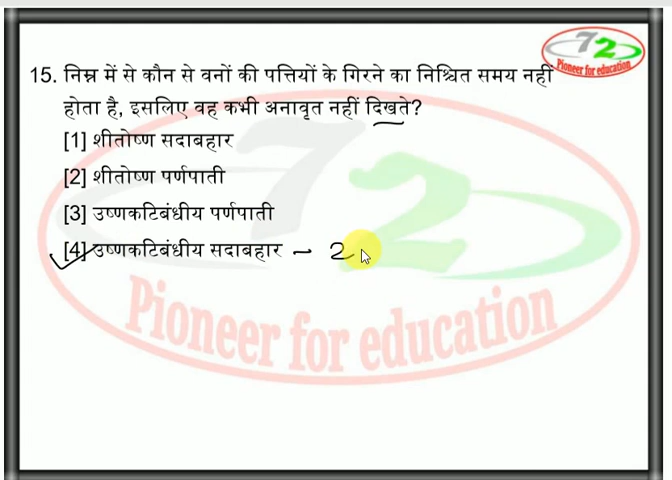 72
Pioneer for education
15. निम्न में से कौन से वनों की पत्तियों के गिरने का निश्चित समय नहीं
होता है, इसलिए वह कभी अनावृत नहीं दिखते?
[1] शीतोष्ण सदाबहार
[2] शीतोष्ण पर्णपाती
[3] उष्णकटिबंधीय पर्णपाती
[4] उष्णकटिबंधीय सदाबहार – 2
72
Pioneer for education